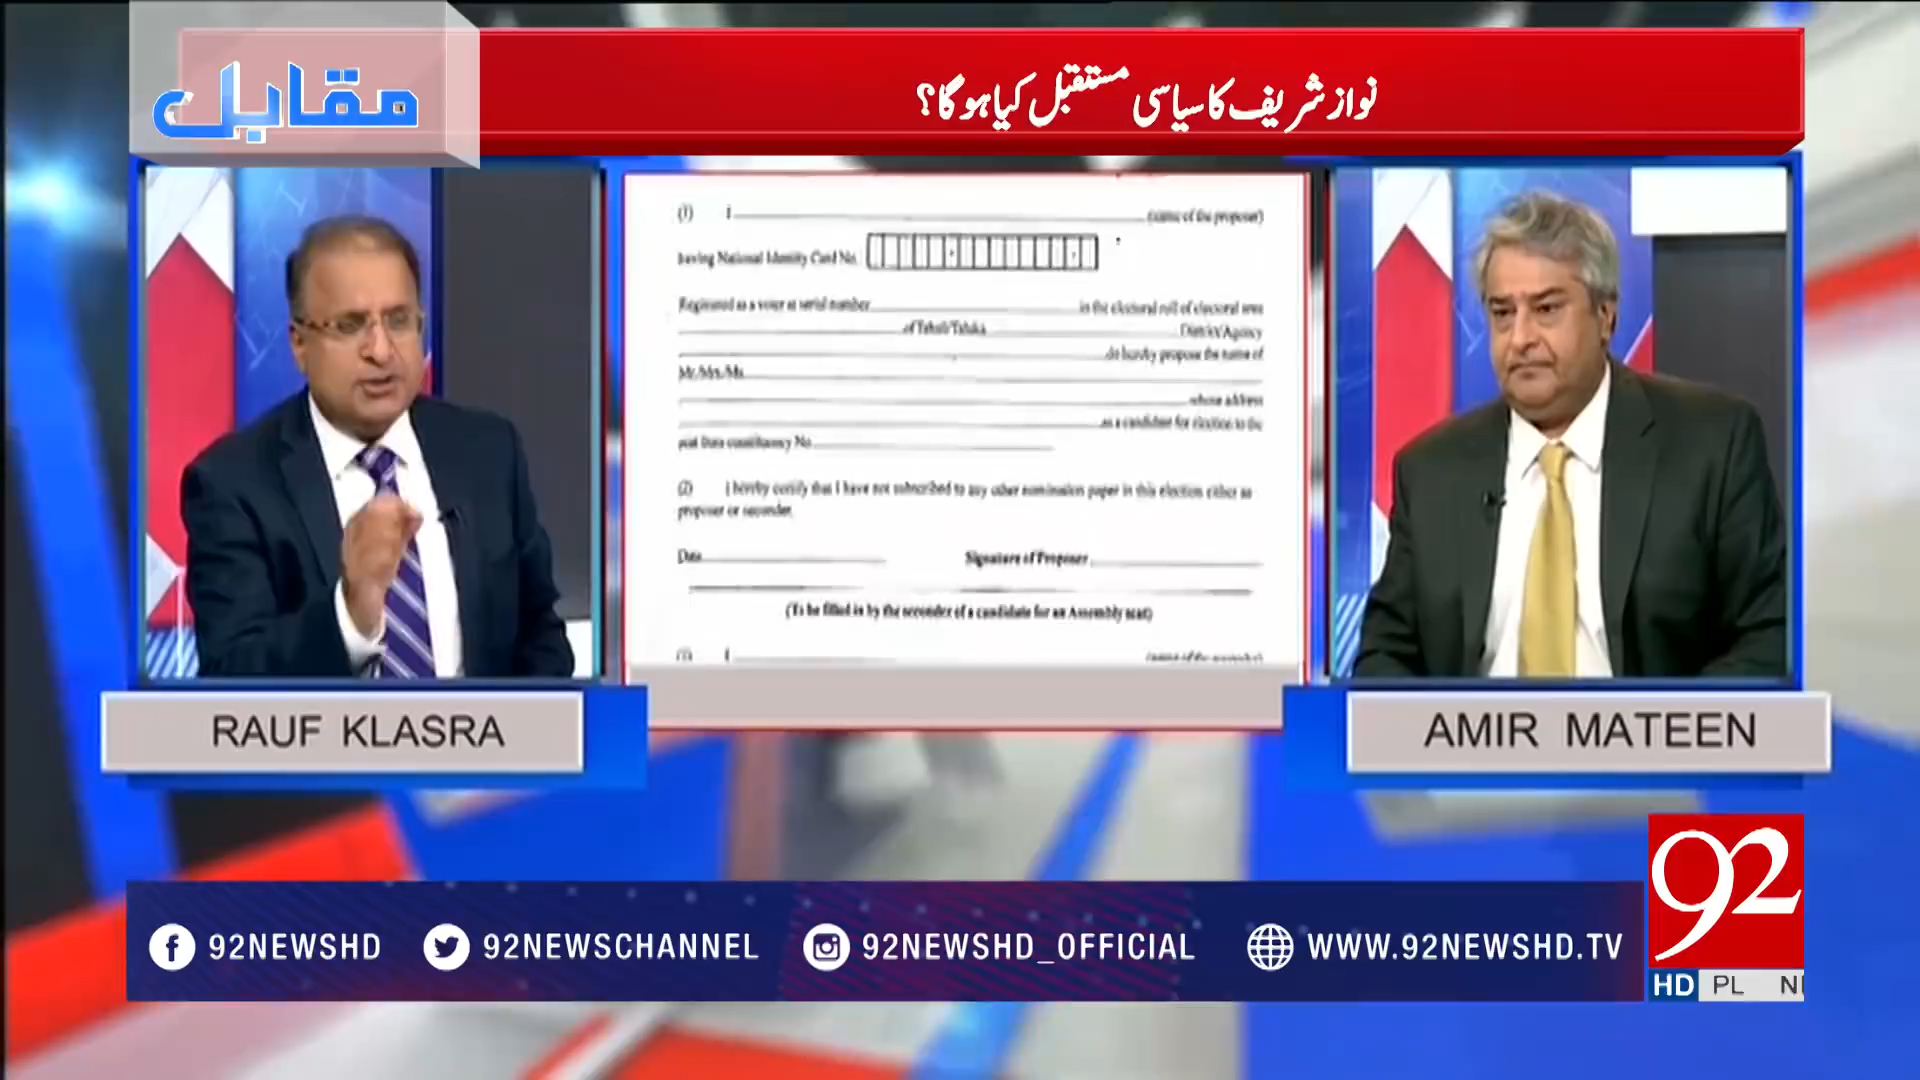 مقابل
نواز شریف کا سیاسی مستقبل کیا ہوگا؟
(1) I (name of the proposer)
having National Identity Card No.
Registered as a voter at serial number in the electoral roll of electoral area
of Tehsil/Taluka District/Agency
do hereby propose the name of
Mr./Mrs./Ms
whose address
as a candidate for election to the
seat from constituency No
(2) I hereby certify that I have not subscribed to any other nomination paper in this election either as
proposer or seconder.
Date Signature of Proposer
(To be filled in by the seconder of a candidate for an Assembly seat)
RAUF KLASRA
AMIR MATEEN
92NEWSHD
92NEWSCHANNEL
92NEWSHD_OFFICIAL
WWW.92NEWSHD.TV
92
HD PL